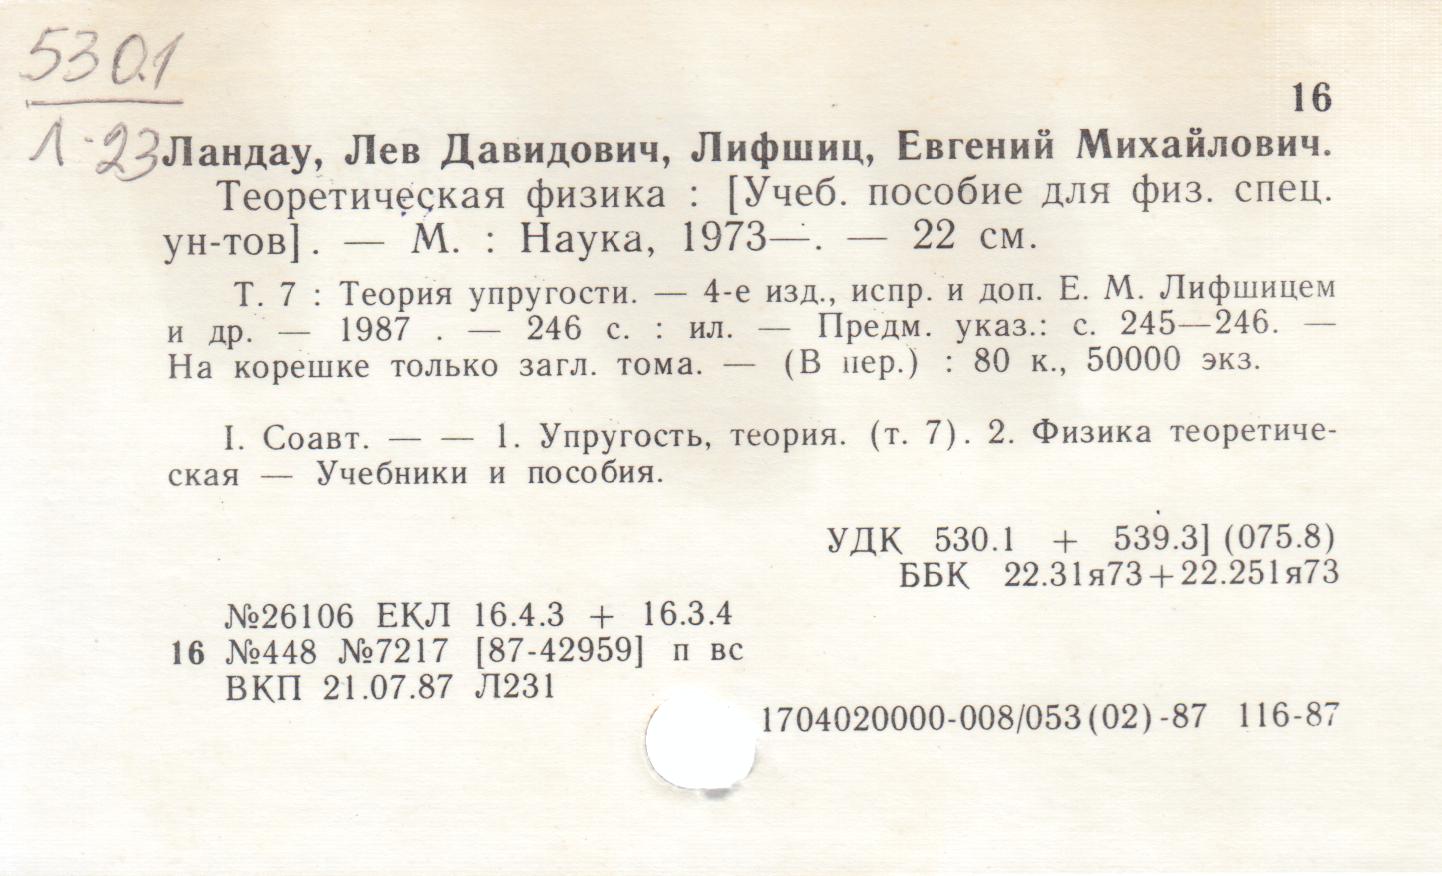 530.1
Л-23
16
Ландау, Лев Давидович, Лифшиц, Евгений Михайлович.
Теоретическая физика : [Учеб. пособие для физ. спец.
ун-тов] . — М. : Наука, 1973—. — 22 см.
Т. 7 : Теория упругости. — 4-е изд., испр. и доп. Е. М. Лифшицем
и др. — 1987 . — 246 с. : ил. — Предм. указ.: с. 245—246. —
На корешке только загл. тома. — (В пер.) : 80 к., 50000 экз.
I. Соавт. — — 1. Упругость, теория. (т. 7). 2. Физика теоретиче-
ская — Учебники и пособия.
УДК 530.1 + 539.3] (075.8)
ББК 22.31я73+22.251я73
№26106 ЕКЛ 16.4.3 + 16.3.4
16 №448 №7217 [87-42959] п вс
ВКП 21.07.87 Л231
1704020000-008/053(02)-87 116-87